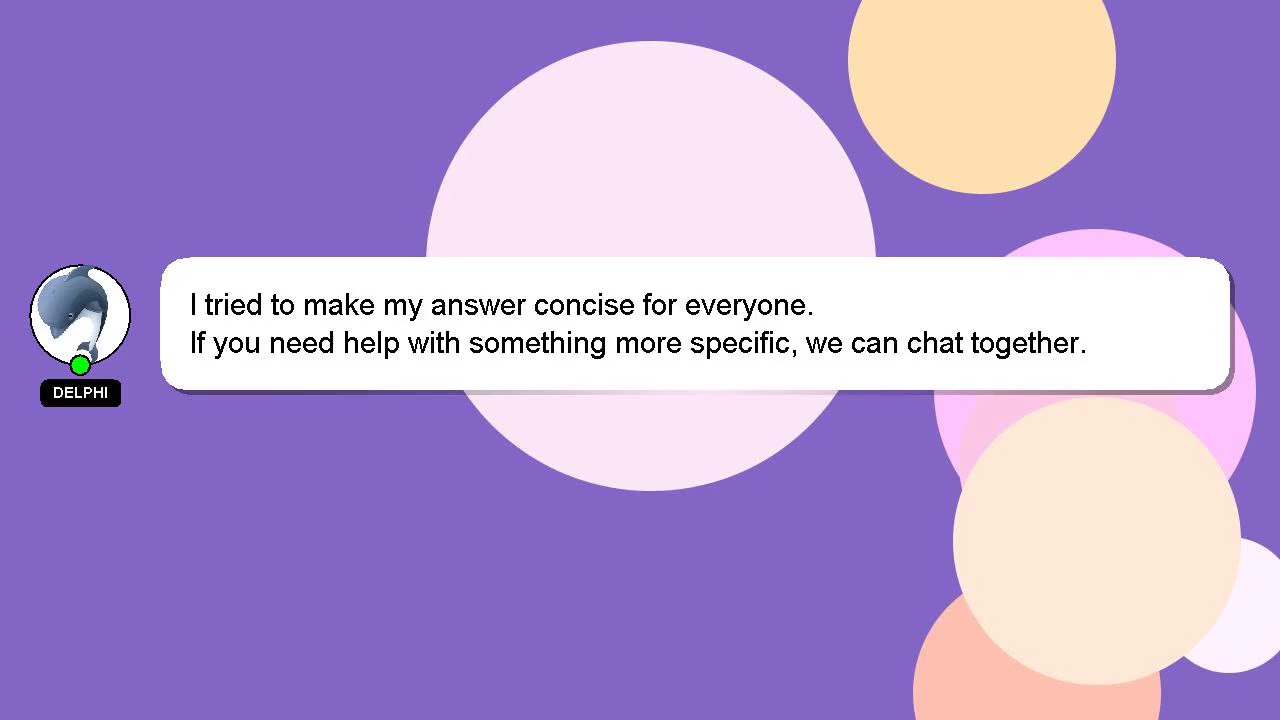 I tried to make my answer concise for everyone.
If you need help with something more specific, we can chat together.
DELPHI